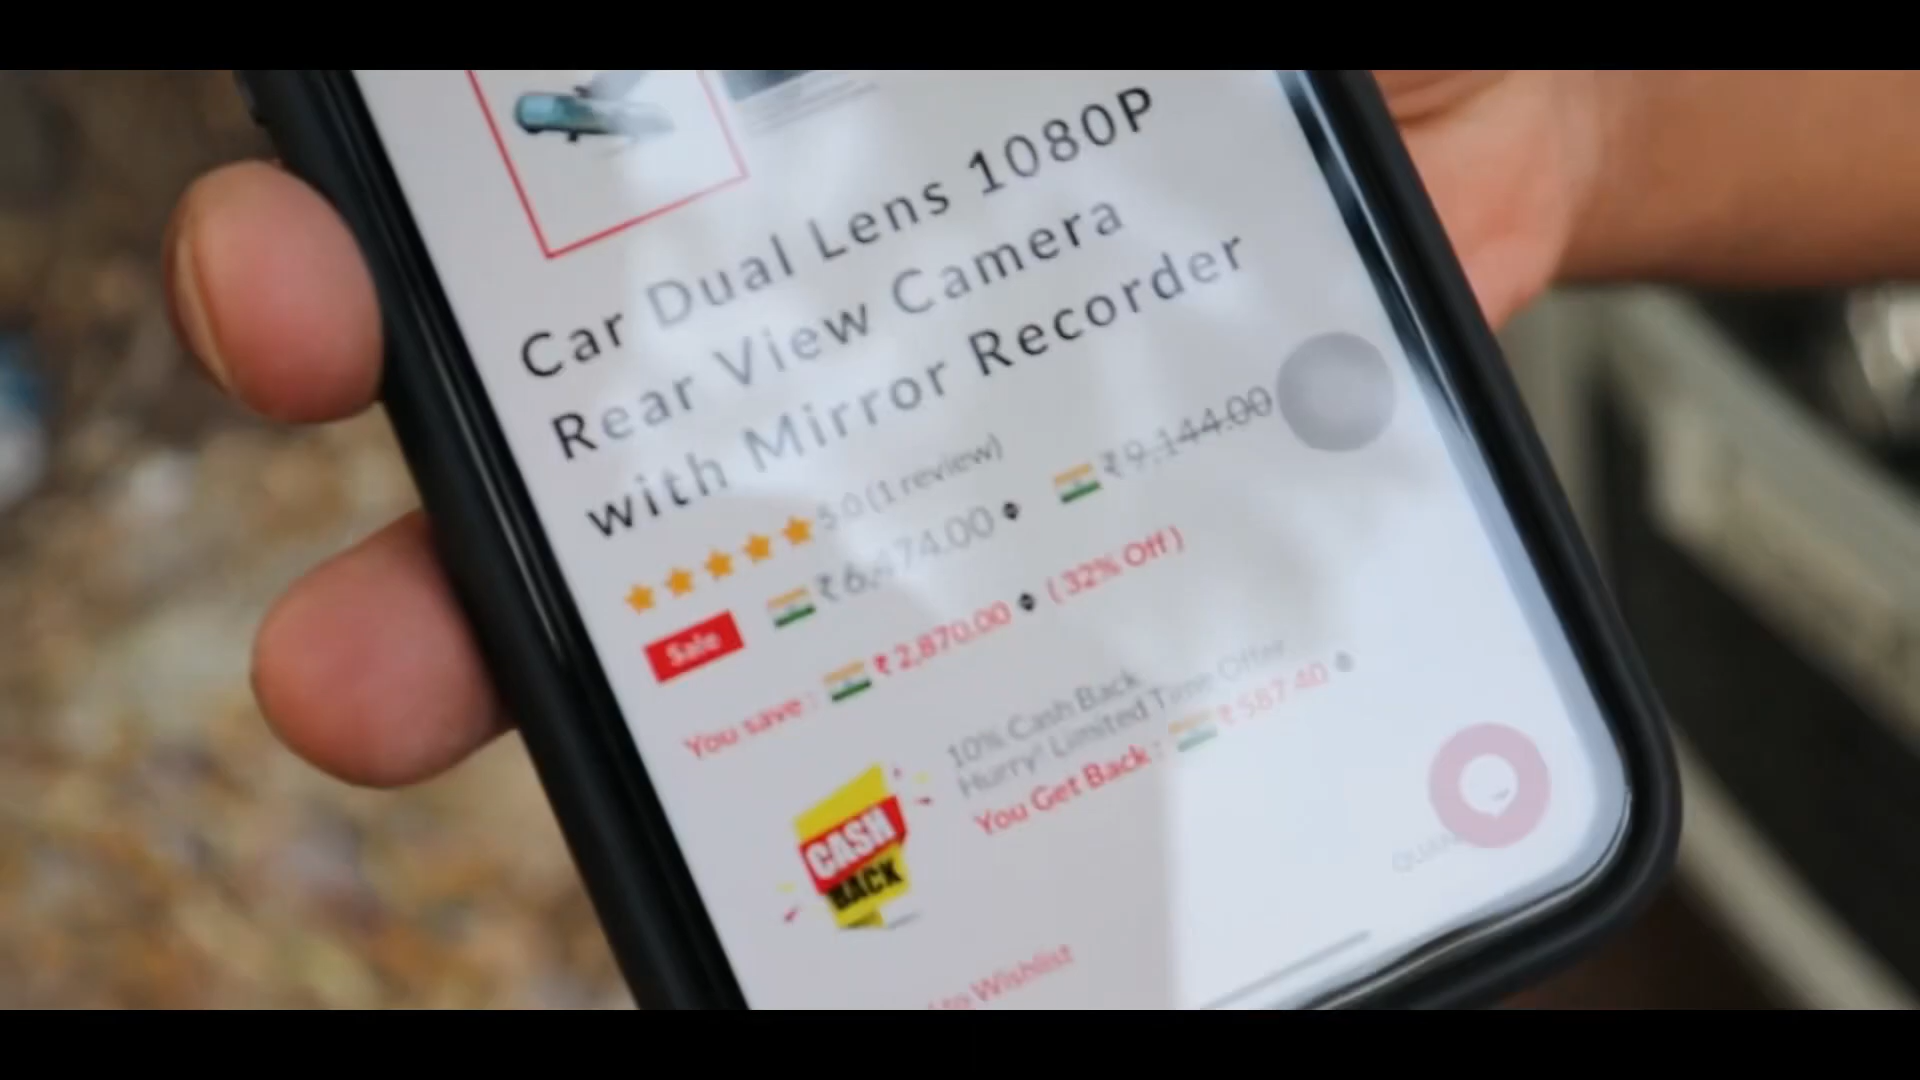 Car Dual Lens 1080P
Rear View Camera
with Mirror Recorder
5.0 (1 review)
₹6,474.00 ₹9,144.00
Sale
You save : ₹2,870.00 (32% Off)
10% Cash Back
Hurry! Limited Time Offer
You Get Back : ₹587.40
CASH
BACK
to Wishlist